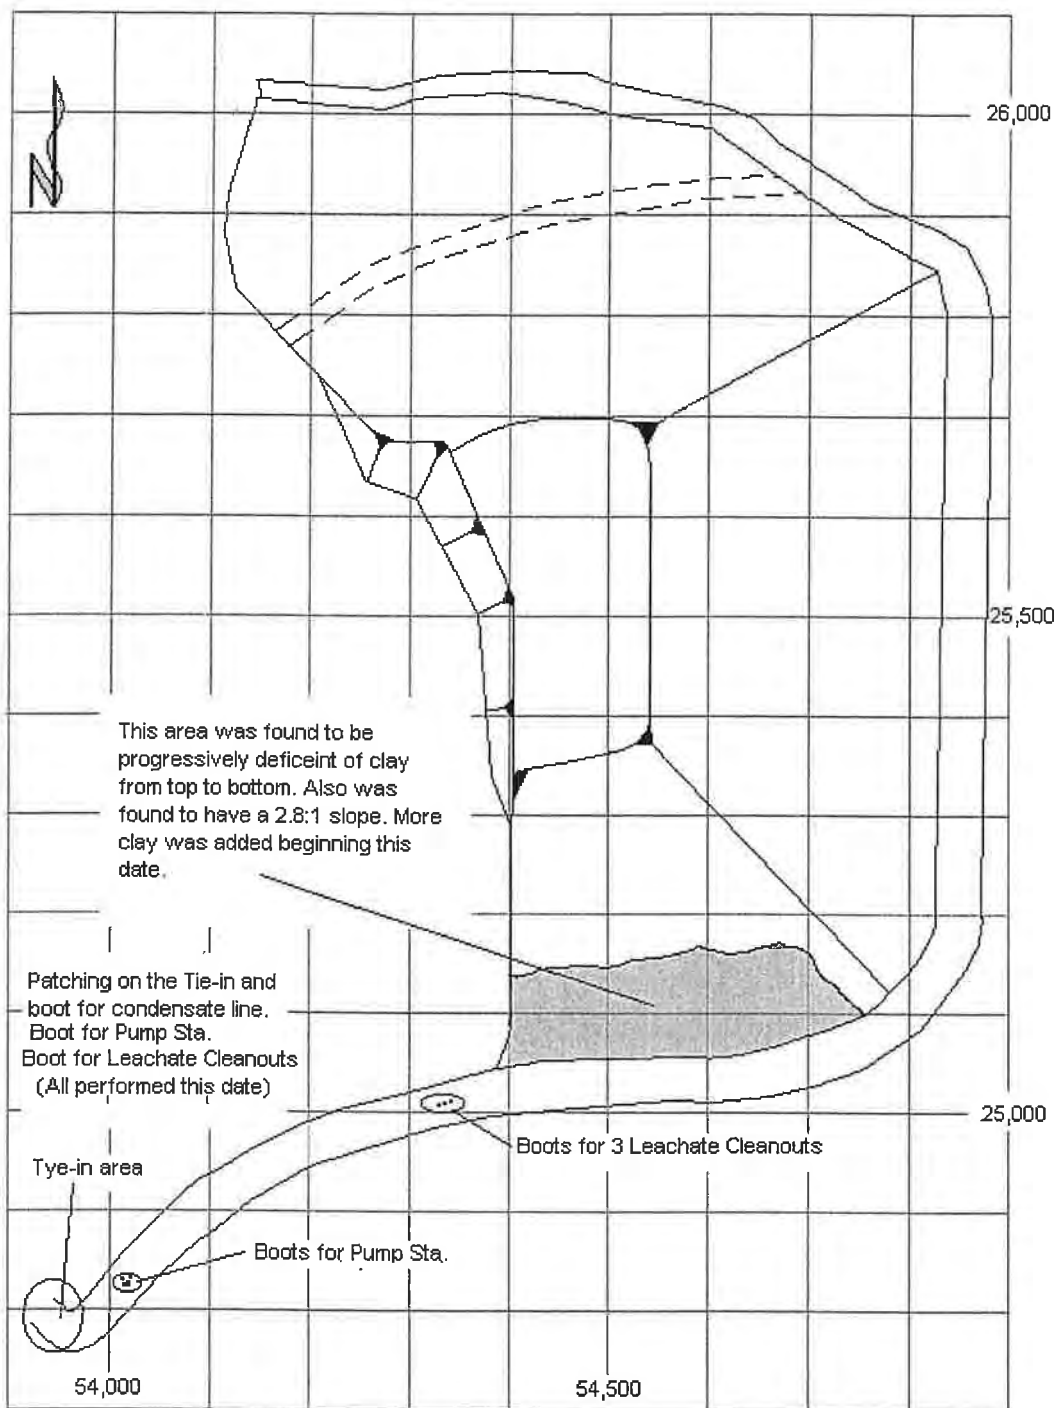 N
26,000
25,500
This area was found to be
progressively deficeint of clay
from top to bottom. Also was
found to have a 2.8:1 slope. More
clay was added beginning this
date.
Patching on the Tie-in and
boot for condensate line.
Boot for Pump Sta.
Boot for Leachate Cleanouts
(All performed this date)
25,000
Boots for 3 Leachate Cleanouts
Tye-in area
Boots for Pump Sta.
54,000
54,500